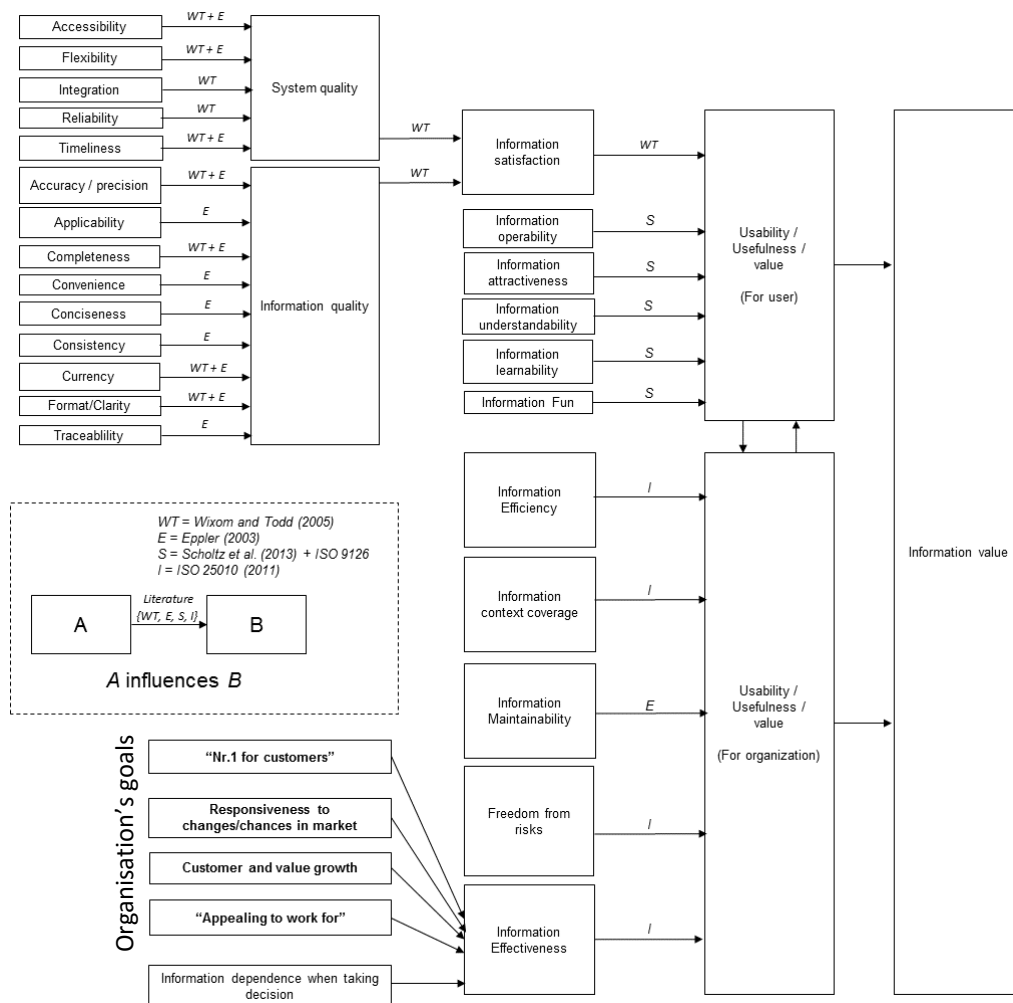 Accessibility
WT + E
Flexibility
WT + E
Integration
WT
Reliability
WT
Timeliness
WT + E
System quality
WT
Accuracy / precision
WT + E
Applicability
E
Completeness
WT + E
Convenience
E
Conciseness
E
Consistency
E
Currency
WT + E
Format/Clarity
WT + E
Traceablility
E
Information quality
WT
Information
satisfaction
WT
Information
operability
S
Information
attractiveness
S
Information
understandability
S
Information
learnability
S
Information Fun
S
Usability /
Usefulness /
value
(For user)
Information
Efficiency
I
Information
context coverage
I
Information
Maintainability
E
Freedom from
risks
I
Information
Effectiveness
I
Usability /
Usefulness /
value
(For organization)
Information value
WT = Wixom and Todd (2005)
E = Eppler (2003)
S = Scholtz et al. (2013) + ISO 9126
I = ISO 25010 (2011)
A
Literature
{WT, E, S, I}
B
A influences B
Organisation's goals
“Nr.1 for customers”
Responsiveness to
changes/chances in market
Customer and value growth
“Appealing to work for”
Information dependence when taking
decision